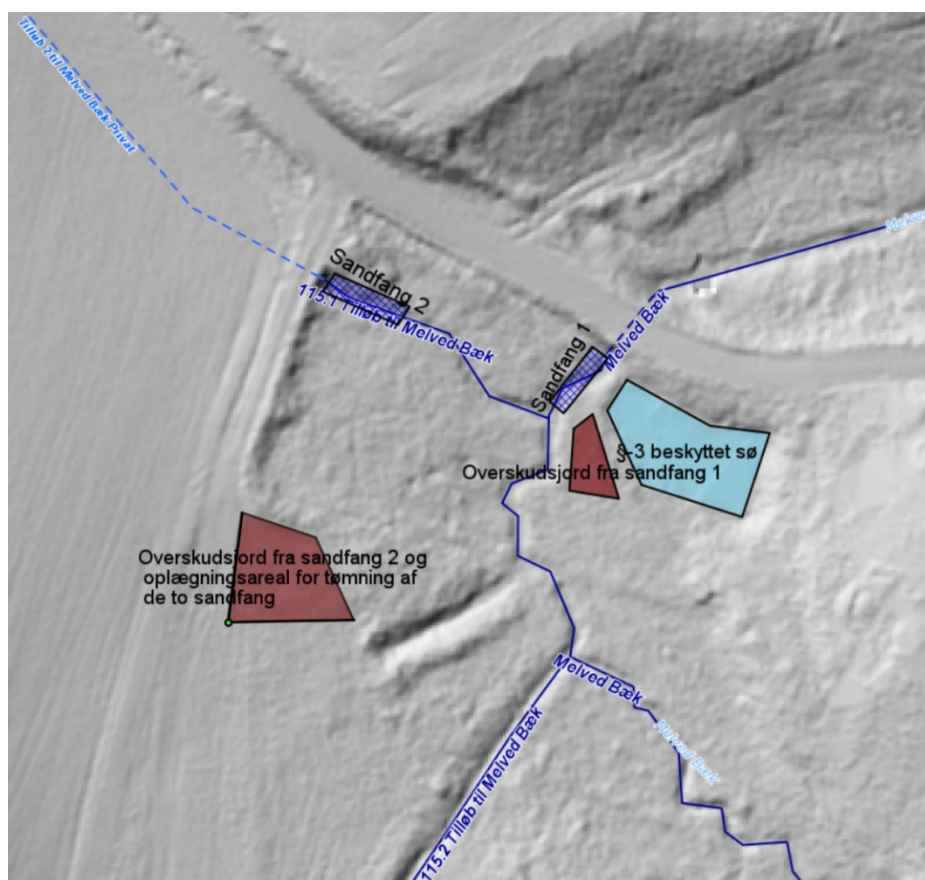 Tilløb 2 til Melved Bæk Privat
Melved
Sandfang 2
115.1 Tilløb til Melved Bæk
Sandfang 1
Melved Bæk
§-3 beskyttet sø
Overskudsjord fra sandfang 1
Overskudsjord fra sandfang 2 og
oplægningsareal for tømning af
de to sandfang
Melved Bæk
Melved Bæk
115.2 Tilløb til Melved Bæk